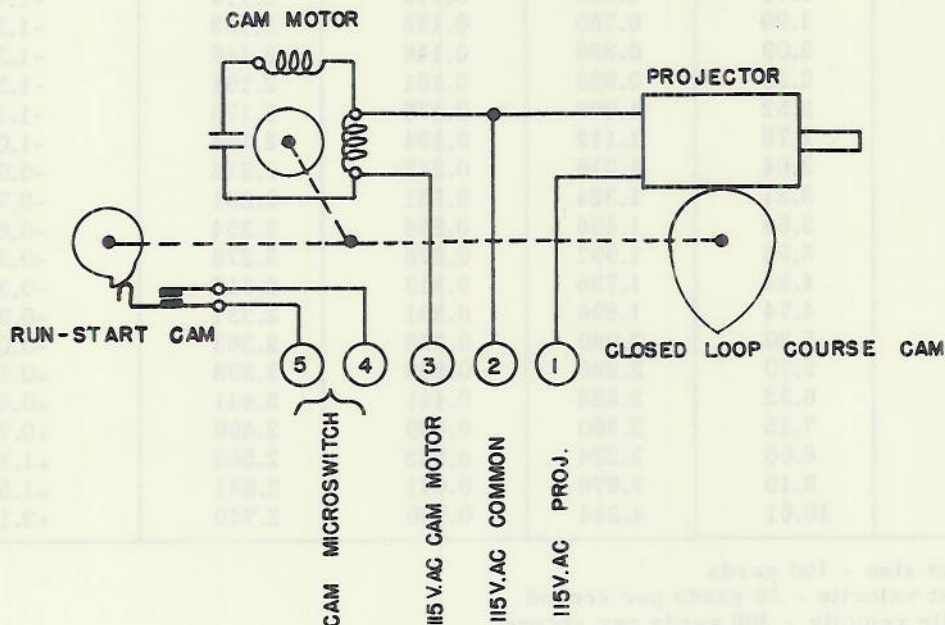 CAM MOTOR
PROJECTOR
RUN-START CAM
CLOSED LOOP COURSE CAM
5
4
3
2
1
CAM MICROSWITCH
115V.AC CAM MOTOR
115V.AC COMMON
115V.AC PROJ.